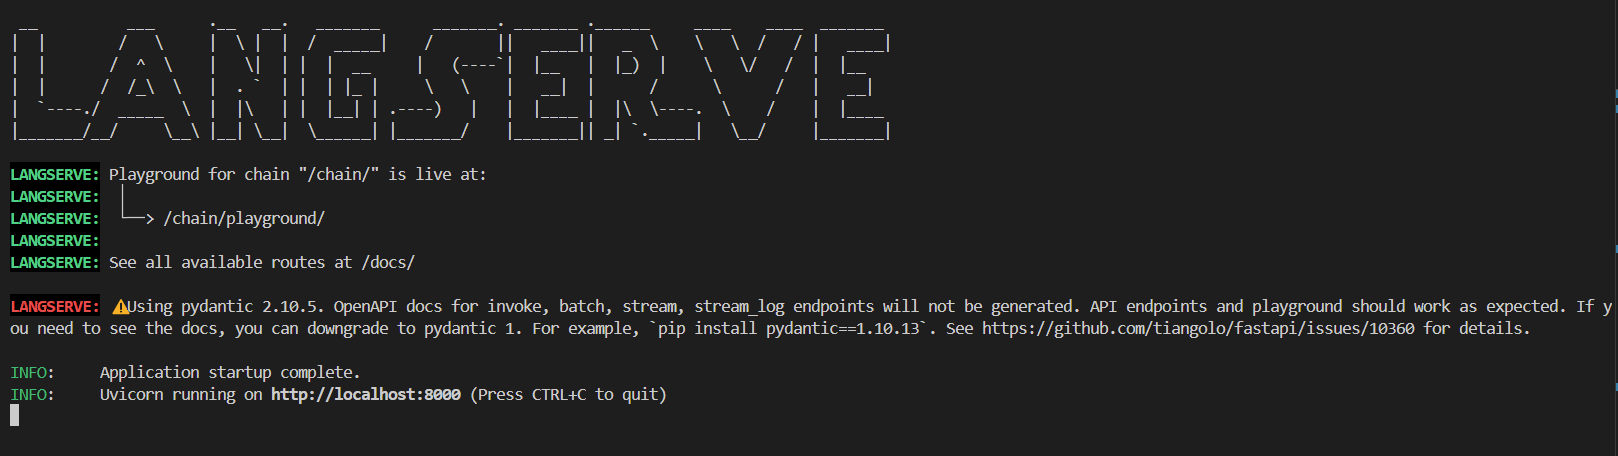 LANGSERVE
LANGSERVE: Playground for chain "/chain/" is live at:
LANGSERVE: │
LANGSERVE: └──> /chain/playground/
LANGSERVE:
LANGSERVE: See all available routes at /docs/
LANGSERVE: ⚠️Using pydantic 2.10.5. OpenAPI docs for invoke, batch, stream, stream_log endpoints will not be generated. API endpoints and playground should work as expected. If y
ou need to see the docs, you can downgrade to pydantic 1. For example, `pip install pydantic==1.10.13`. See https://github.com/tiangolo/fastapi/issues/10360 for details.
INFO: Application startup complete.
INFO: Uvicorn running on http://localhost:8000 (Press CTRL+C to quit)